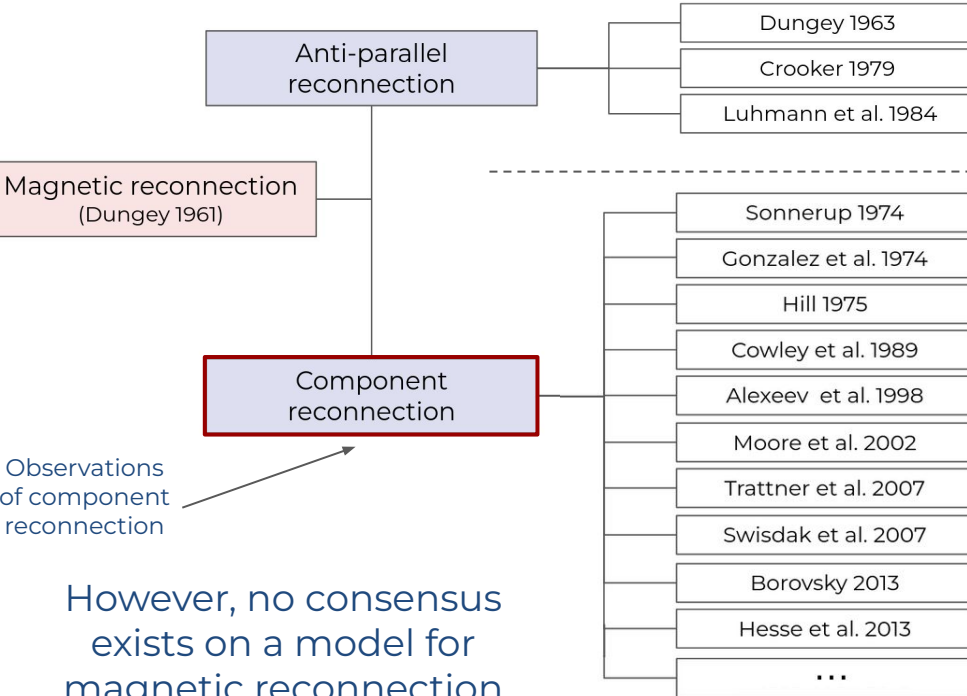 Dungey 1963
Anti-parallel
reconnection
Crooker 1979
Luhmann et al. 1984
Magnetic reconnection
(Dungey 1961)
Sonnerup 1974
Gonzalez et al. 1974
Hill 1975
Cowley et al. 1989
Component
reconnection
Alexeev et al. 1998
Moore et al. 2002
Observations
of component
reconnection
Trattner et al. 2007
Swisdak et al. 2007
Borovsky 2013
Hesse et al. 2013
...
However, no consensus
exists on a model for
magnetic reconnection